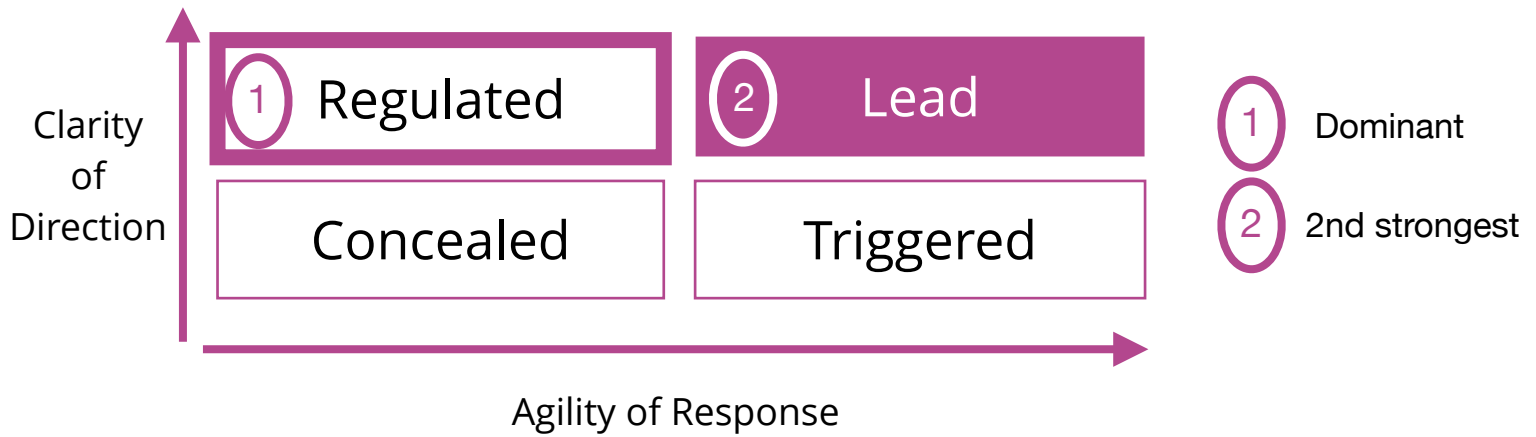 Clarity
of
Direction
1 Regulated
2 Lead
Concealed
Triggered
1 Dominant
2 2nd strongest
Agility of Response